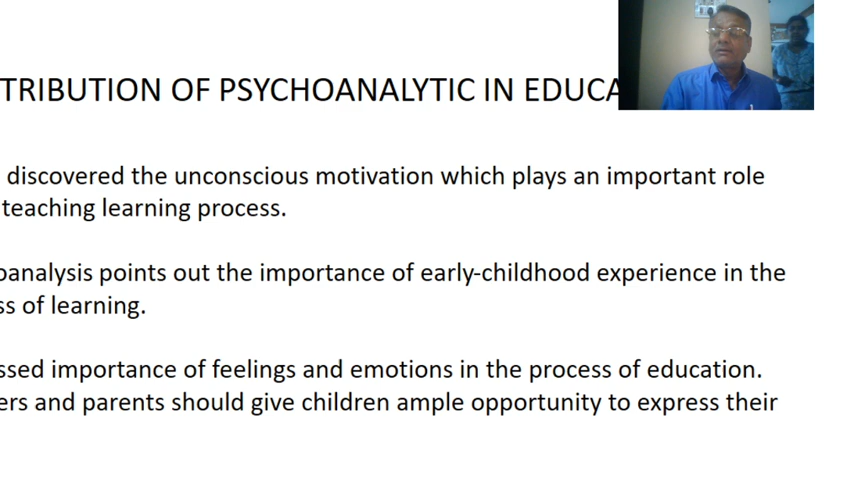 TRIBUTION OF PSYCHOANALYTIC IN EDUCA
discovered the unconscious motivation which plays an important role
teaching learning process.
oanalysis points out the importance of early-childhood experience in the
ss of learning.
ssed importance of feelings and emotions in the process of education.
ers and parents should give children ample opportunity to express their